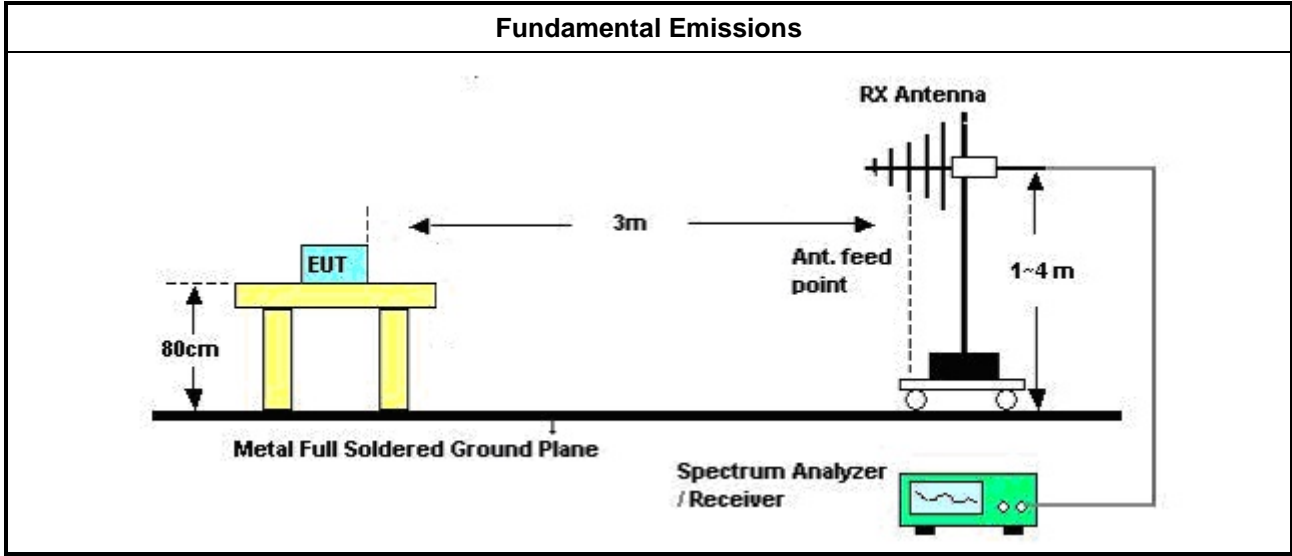 Fundamental Emissions
RX Antenna
3m
EUT
Ant. feed
point
1~4 m
80cm
Metal Full Soldered Ground Plane
Spectrum Analyzer
/ Receiver